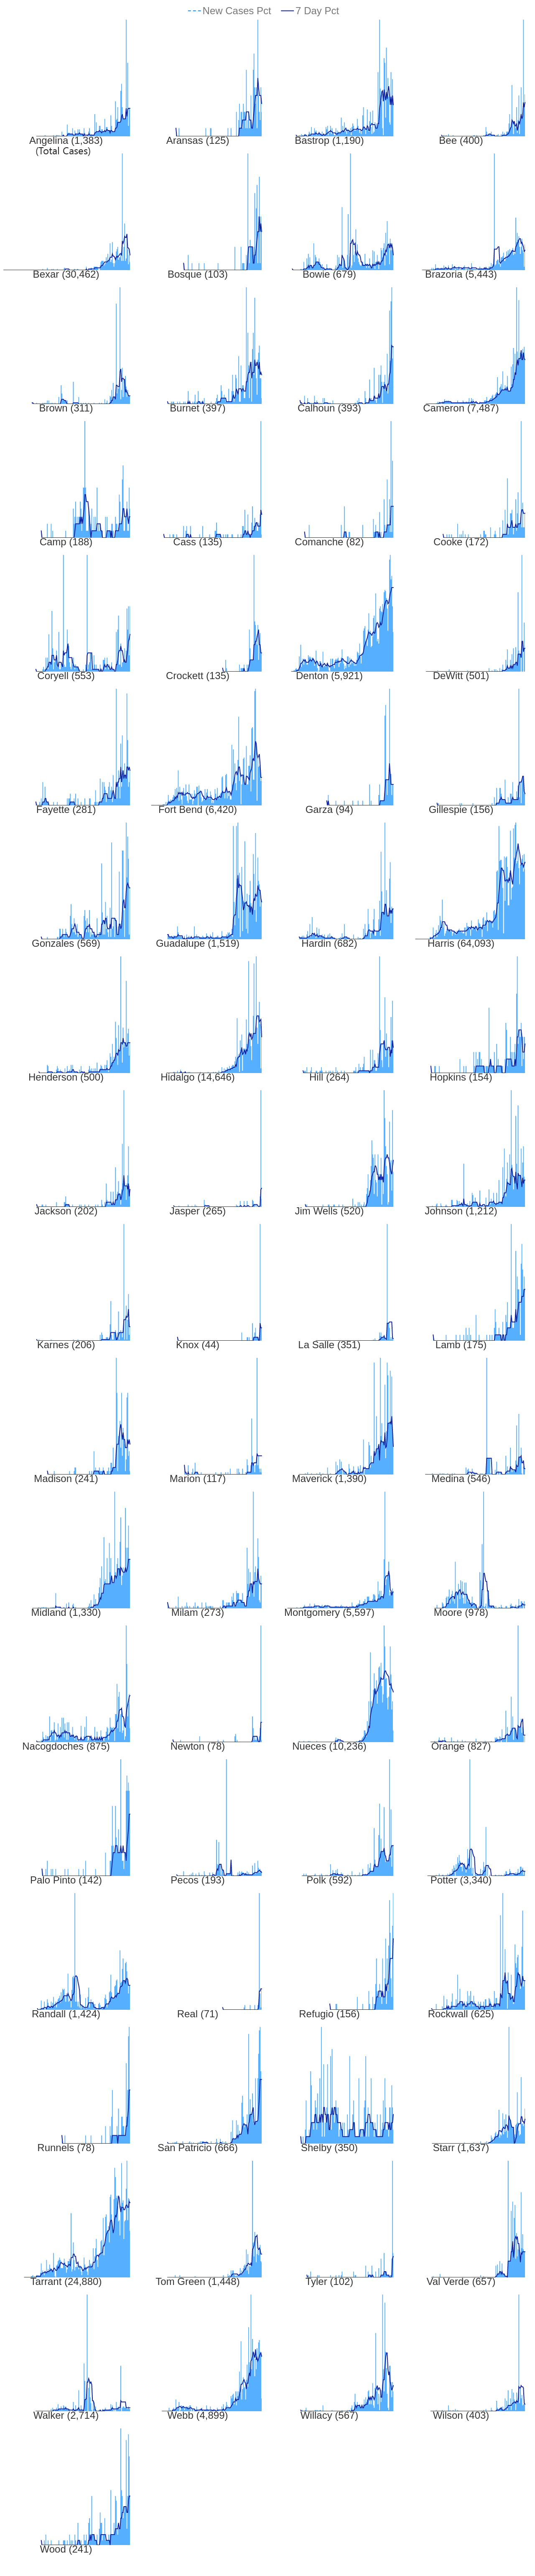 New Cases Pct 7 Day Pct
Angelina (1,383) Aransas (125) Bastrop (1,190) Bee (400)
(Total Cases)
Bexar (30,462) Bosque (103) Bowie (679) Brazoria (5,443)
Brown (311) Burnet (397) Calhoun (393) Cameron (7,487)
Camp (188) Cass (135) Comanche (82) Cooke (172)
Coryell (553) Crockett (135) Denton (5,921) DeWitt (501)
Fayette (281) Fort Bend (6,420) Garza (94) Gillespie (156)
Gonzales (569) Guadalupe (1,519) Hardin (682) Harris (64,093)
Henderson (500) Hidalgo (14,646) Hill (264) Hopkins (154)
Jackson (202) Jasper (265) Jim Wells (520) Johnson (1,212)
Karnes (206) Knox (44) La Salle (351) Lamb (175)
Madison (241) Marion (117) Maverick (1,390) Medina (546)
Midland (1,330) Milam (273) Montgomery (5,597) Moore (978)
Nacogdoches (875) Newton (78) Nueces (10,236) Orange (827)
Palo Pinto (142) Pecos (193) Polk (592) Potter (3,340)
Randall (1,424) Real (71) Refugio (156) Rockwall (625)
Runnels (78) San Patricio (666) Shelby (350) Starr (1,637)
Tarrant (24,880) Tom Green (1,448) Tyler (102) Val Verde (657)
Walker (2,714) Webb (4,899) Willacy (567) Wilson (403)
Wood (241)